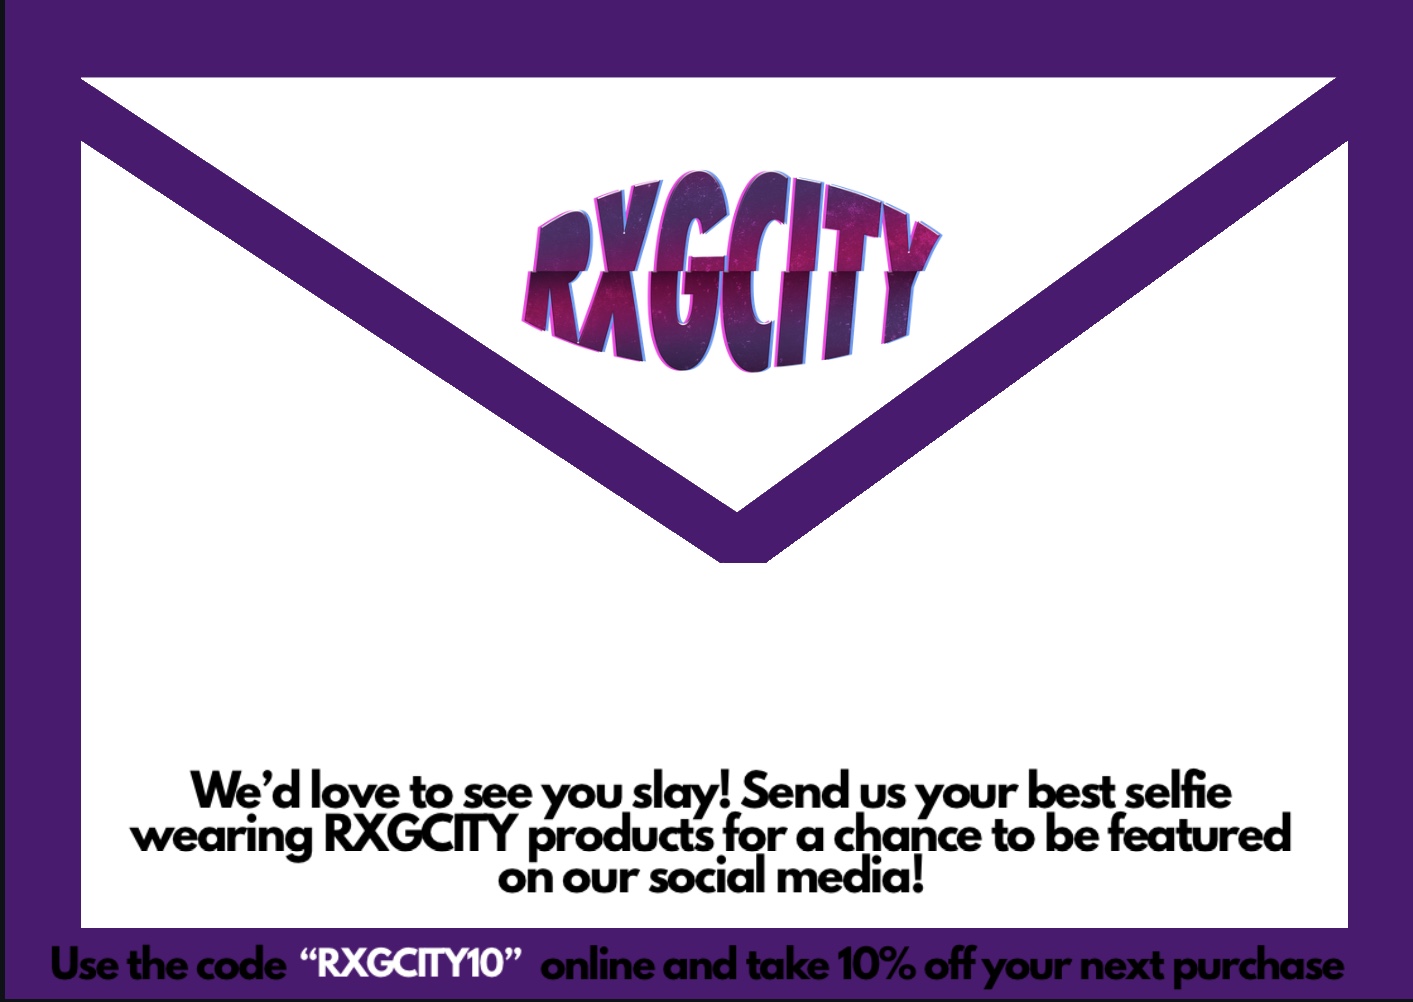 RXGCITY
We’d love to see you slay! Send us your best selfie
wearing RXGCITY products for a chance to be featured
on our social media!
Use the code “RXGCITY10” online and take 10% off your next purchase